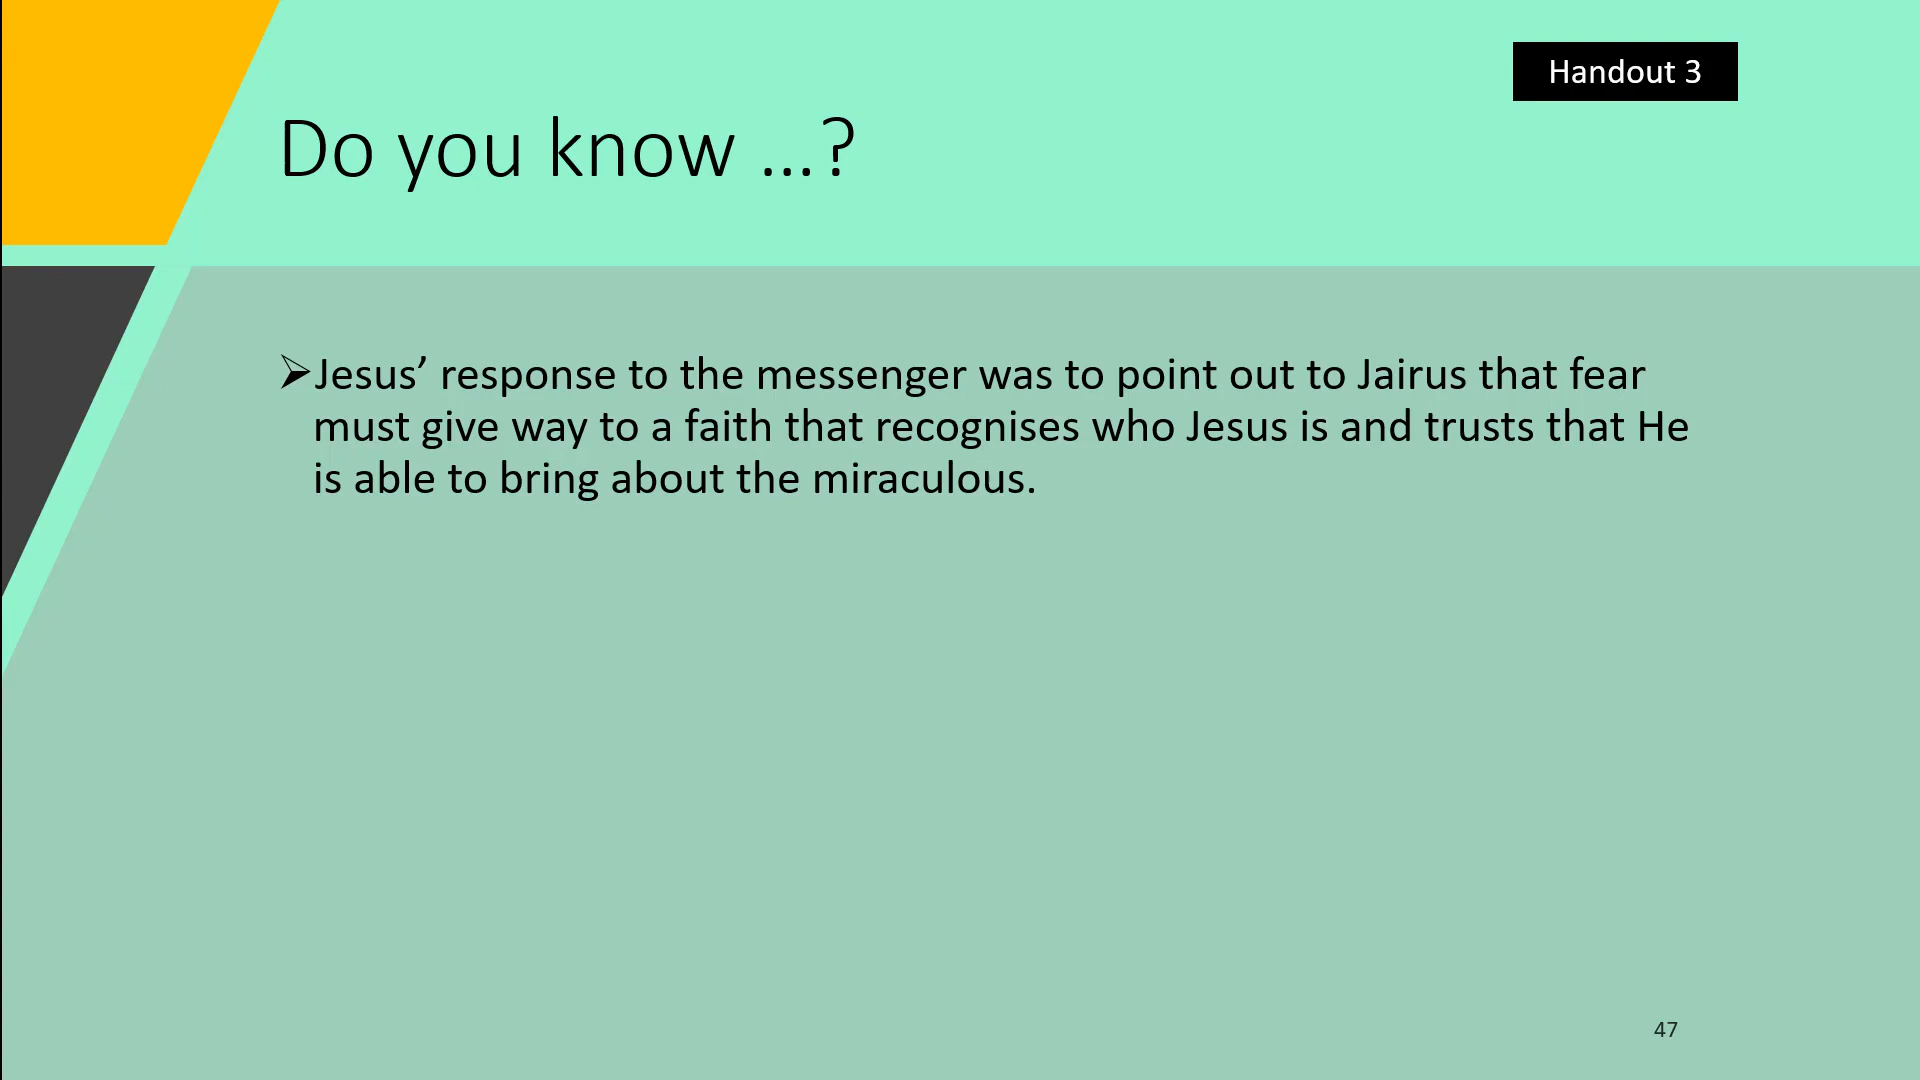 Handout 3
Do you know ...?
➢Jesus’ response to the messenger was to point out to Jairus that fear
must give way to a faith that recognises who Jesus is and trusts that He
is able to bring about the miraculous.
47